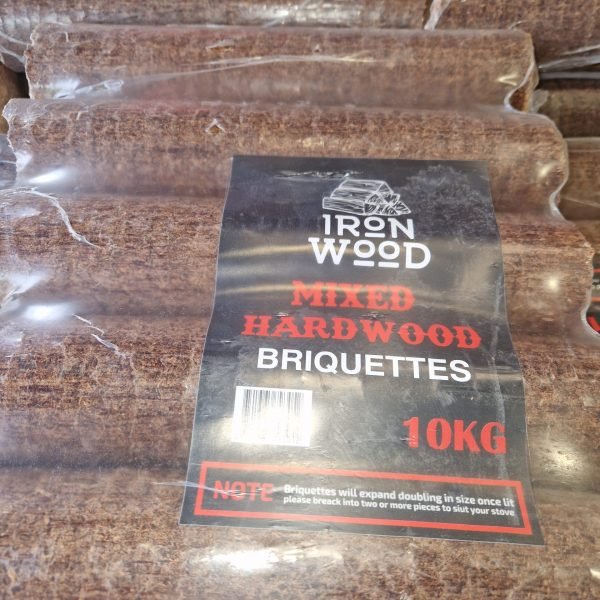 IRON
WOOD
MIXED
HARDWOOD
BRIQUETTES
10KG
NOTE
Briquettes will expand doubling in size once lit
please breack into two or more pieces to siut your stove